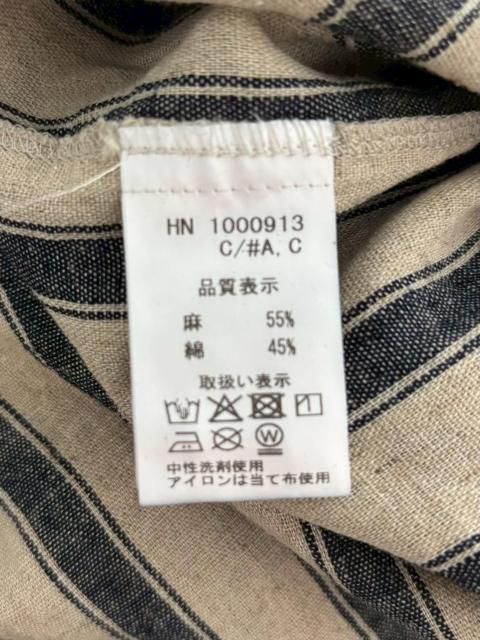 HN 1000913
C/#A, C
品質表示
麻 55%
綿 45%
取扱い表示
W
中性洗剤使用
アイロンは当て布使用